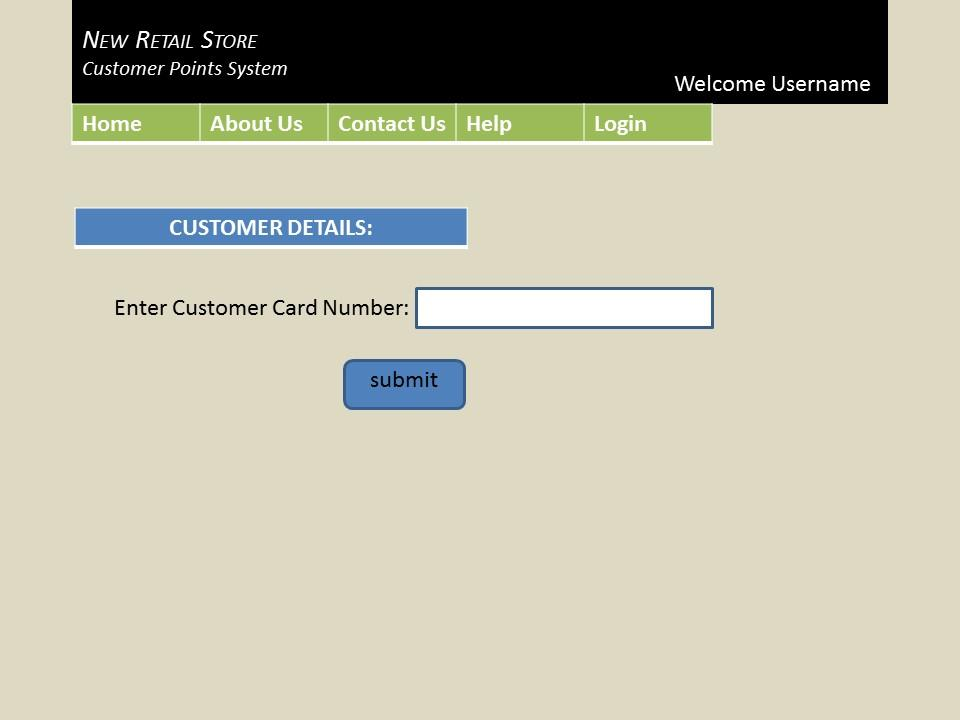 New Retail Store
Customer Points System
Welcome Username
Home About Us Contact Us Help Login
CUSTOMER DETAILS:
Enter Customer Card Number:
submit